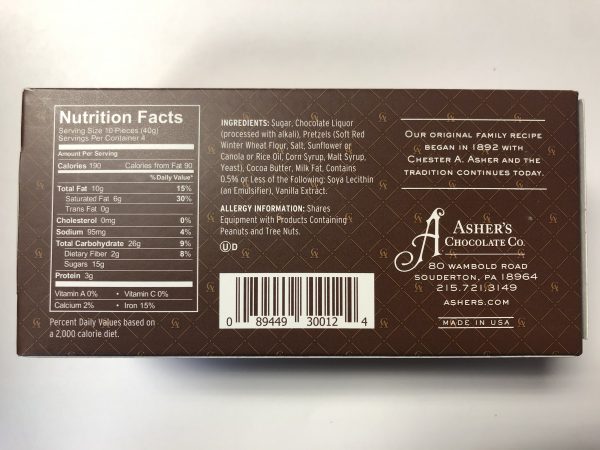 Nutrition Facts
Serving Size 16 Pieces (40g)
Servings Per Container 4
Amount Per Serving
Calories 190 Calories from Fat 90
%Daily Value*
Total Fat 10g 15%
Saturated Fat 6g 30%
Trans Fat 0g
Cholesterol 0mg 0%
Sodium 95mg 4%
Total Carbohydrate 26g 9%
Dietary Fiber 2g 8%
Sugars 15g
Protein 3g
Vitamin A 0% • Vitamin C 0%
Calcium 2% • Iron 15%
Percent Daily Values based on
a 2,000 calorie diet.
INGREDIENTS: Sugar, Chocolate Liquor
(processed with alkali), Pretzels (Soft Red
Winter Wheat Flour, Salt, Sunflower or
Canola or Rice Oil, Corn Syrup, Malt Syrup,
Yeast), Cocoa Butter, Milk Fat, Contains
0.5% or Less of the Following: Soya Lecithin
(an Emulsifier), Vanilla Extract.
ALLERGY INFORMATION: Shares
Equipment with Products Containing
Peanuts and Tree Nuts.
Ⓤ D
0 89449 30012 4
OUR ORIGINAL FAMILY RECIPE
BEGAN IN 1892 WITH
CHESTER A. ASHER AND THE
TRADITION CONTINUES TODAY.
A
ASHER'S
CHOCOLATE CO.
80 WAMBOLD ROAD
SOUDERTON, PA 18964
215.721.3149
ASHERS.COM
MADE IN USA